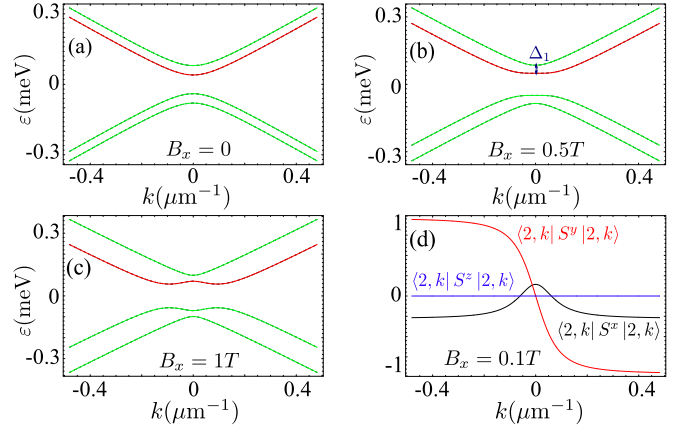 0.3
0.3
(a)
(b)
Δ₁
ε(meV)
0
ε(meV)
0
-0.3
B_x = 0
-0.3
B_x = 0.5T
-0.4
0
0.4
-0.4
0
0.4
k(μm⁻¹)
k(μm⁻¹)
0.3
1
(d)
⟨2, k| S^y |2, k⟩
(c)
⟨2, k| S^z |2, k⟩
ε(meV)
0
0
⟨2, k| S^x |2, k⟩
-0.3
B_x = 1T
-1
B_x = 0.1T
-0.4
0
0.4
-0.4
0
0.4
k(μm⁻¹)
k(μm⁻¹)